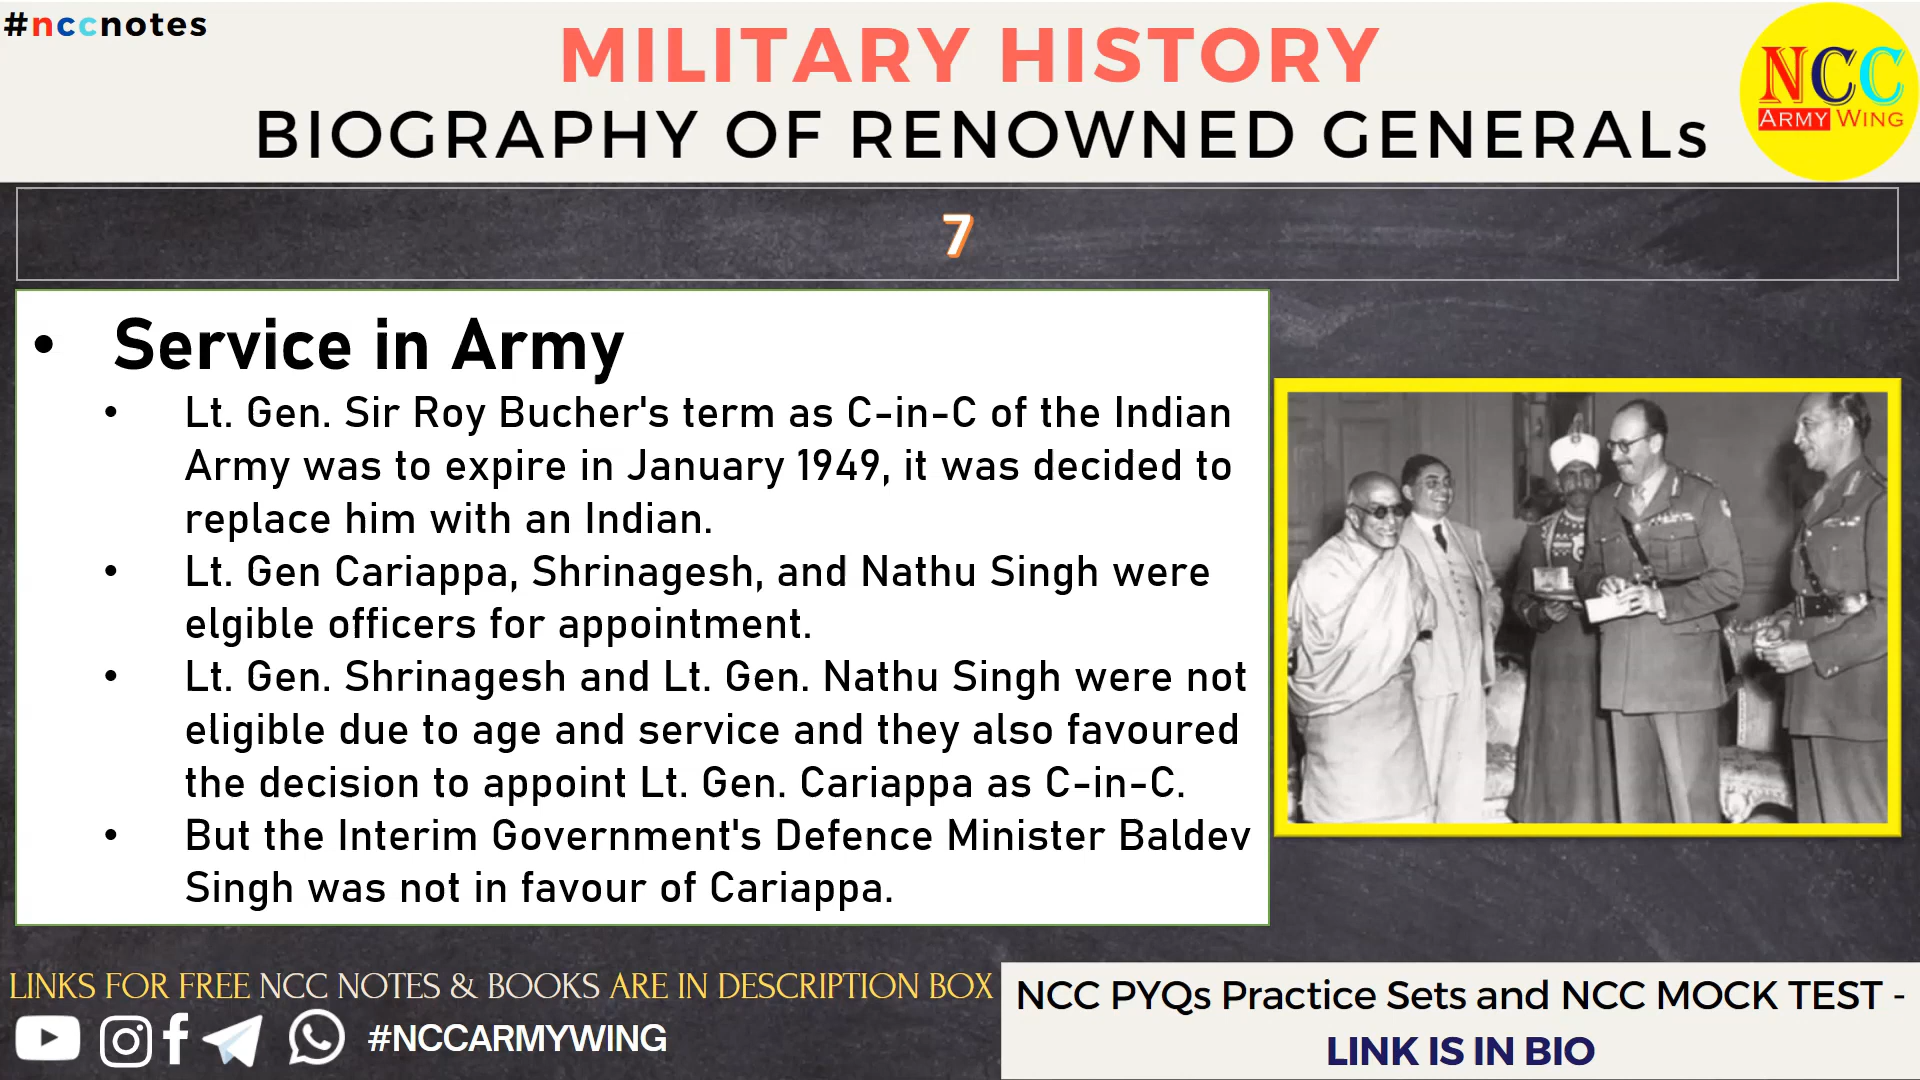 #nccnotes
MILITARY HISTORY
BIOGRAPHY OF RENOWNED GENERALs
NCC
ARMY WING
7
• Service in Army
• Lt. Gen. Sir Roy Bucher's term as C-in-C of the Indian
Army was to expire in January 1949, it was decided to
replace him with an Indian.
• Lt. Gen Cariappa, Shrinagesh, and Nathu Singh were
elgible officers for appointment.
• Lt. Gen. Shrinagesh and Lt. Gen. Nathu Singh were not
eligible due to age and service and they also favoured
the decision to appoint Lt. Gen. Cariappa as C-in-C.
• But the Interim Government's Defence Minister Baldev
Singh was not in favour of Cariappa.
LINKS FOR FREE NCC NOTES & BOOKS ARE IN DESCRIPTION BOX
#NCCARMYWING
NCC PYQs Practice Sets and NCC MOCK TEST -
LINK IS IN BIO